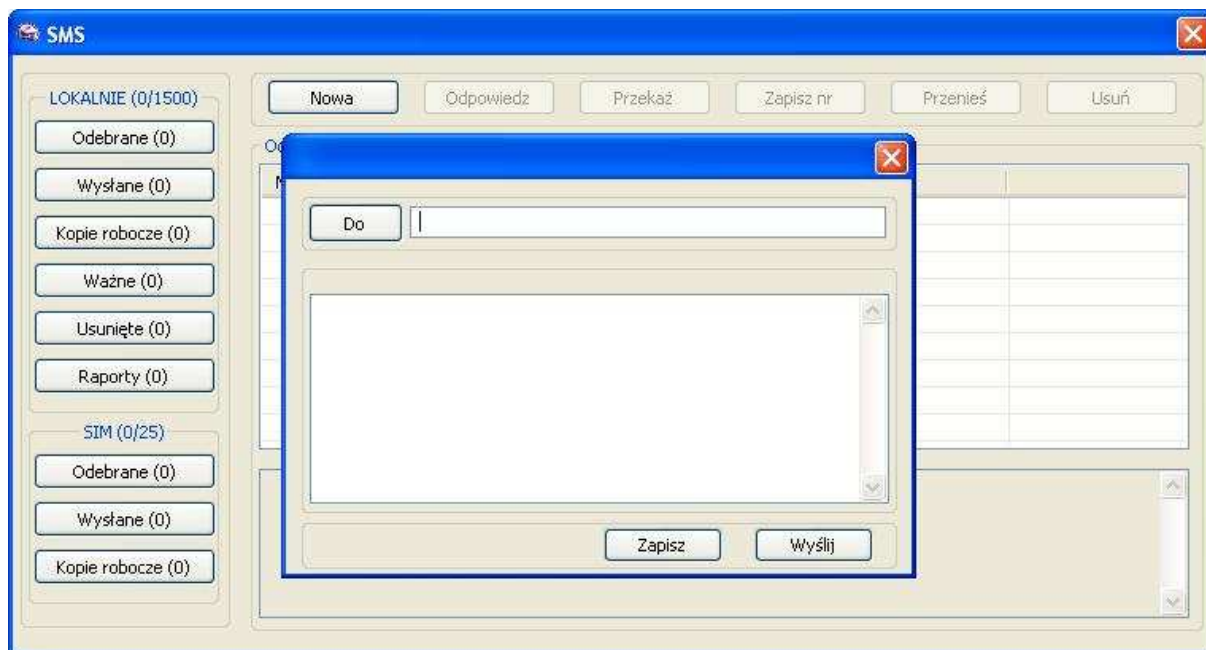 SMS
LOKALNIE (0/1500)
Odebrane (0)
Wysłane (0)
Kopie robocze (0)
Ważne (0)
Usunięte (0)
Raporty (0)
SIM (0/25)
Odebrane (0)
Wysłane (0)
Kopie robocze (0)
Nowa Odpowiedz Przekaż Zapisz nr Przenieś Usuń
Do
Zapisz Wyślij